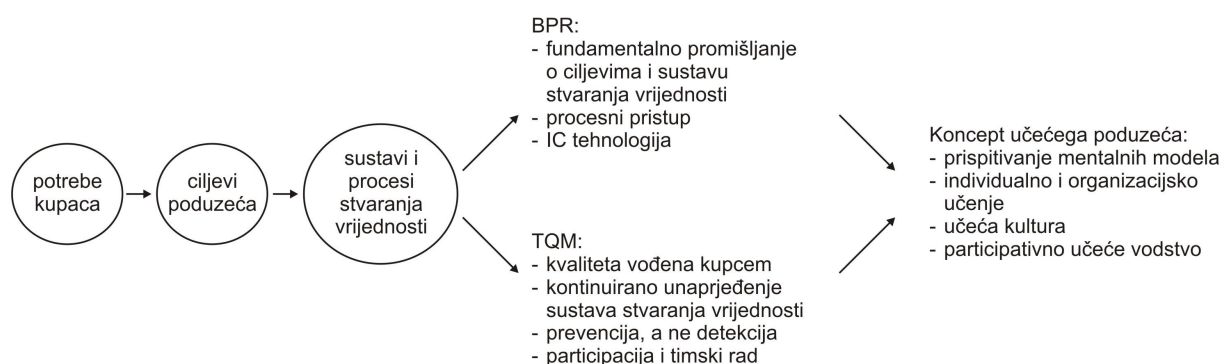 potrebe
kupaca
ciljevi
poduzeća
sustavi i
procesi
stvaranja
vrijednosti
BPR:
- fundamentalno promišljanje
o ciljevima i sustavu
stvaranja vrijednosti
- procesni pristup
- IC tehnologija
TQM:
- kvaliteta vođena kupcem
- kontinuirano unaprjeđenje
sustava stvaranja vrijednosti
- prevencija, a ne detekcija
- participacija i timski rad
Koncept učećega poduzeća:
- prispitivanje mentalnih modela
- individualno i organizacijsko
učenje
- učeća kultura
- participativno učeće vodstvo